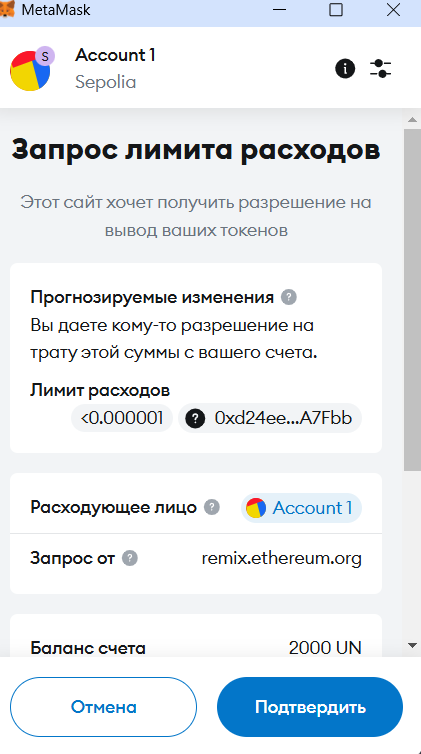 MetaMask
S
Account 1
Sepolia
Запрос лимита расходов
Этот сайт хочет получить разрешение на
вывод ваших токенов
Прогнозируемые изменения ?
Вы даете кому-то разрешение на
трату этой суммы с вашего счета.
Лимит расходов
<0.000001 ? 0xd24ee...A7Fbb
Расходующее лицо ? Account 1
Запрос от ? remix.ethereum.org
Баланс счета 2000 UN
Отмена Подтвердить